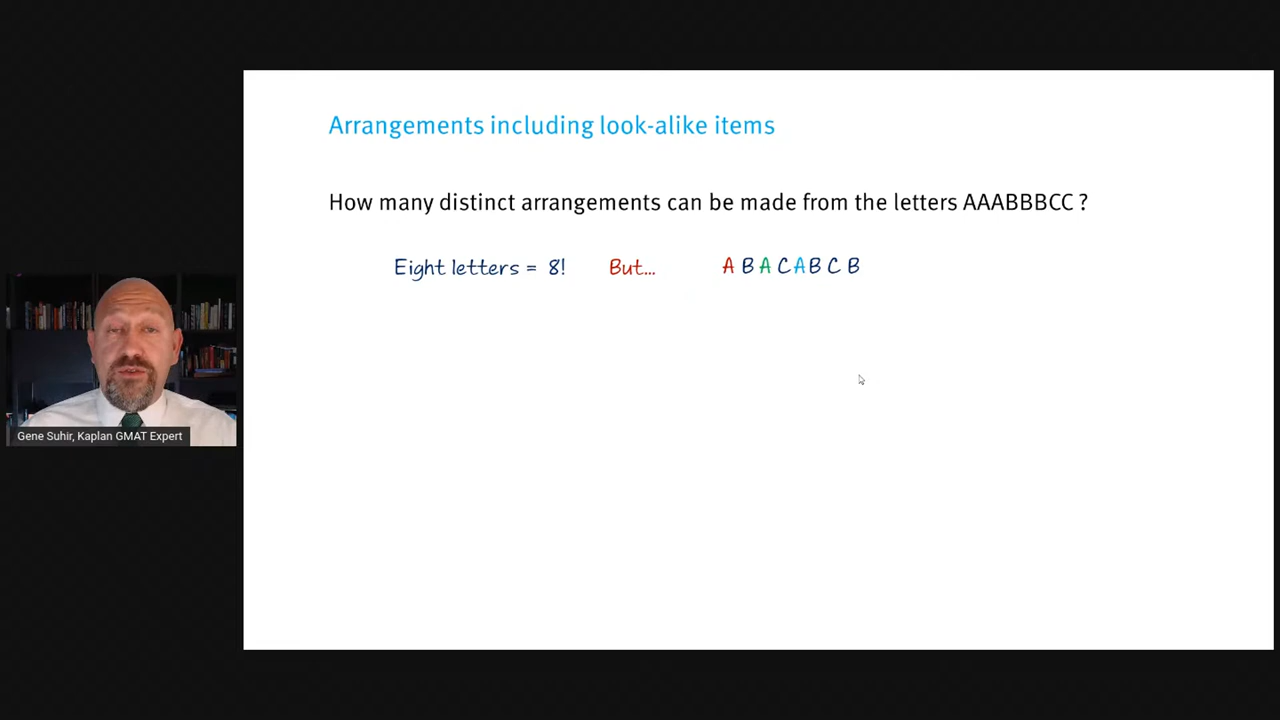 Arrangements including look-alike items
How many distinct arrangements can be made from the letters AAABBBCC ?
Eight letters = 8! But... A B A C A B C B
Gene Suhir, Kaplan GMAT Expert